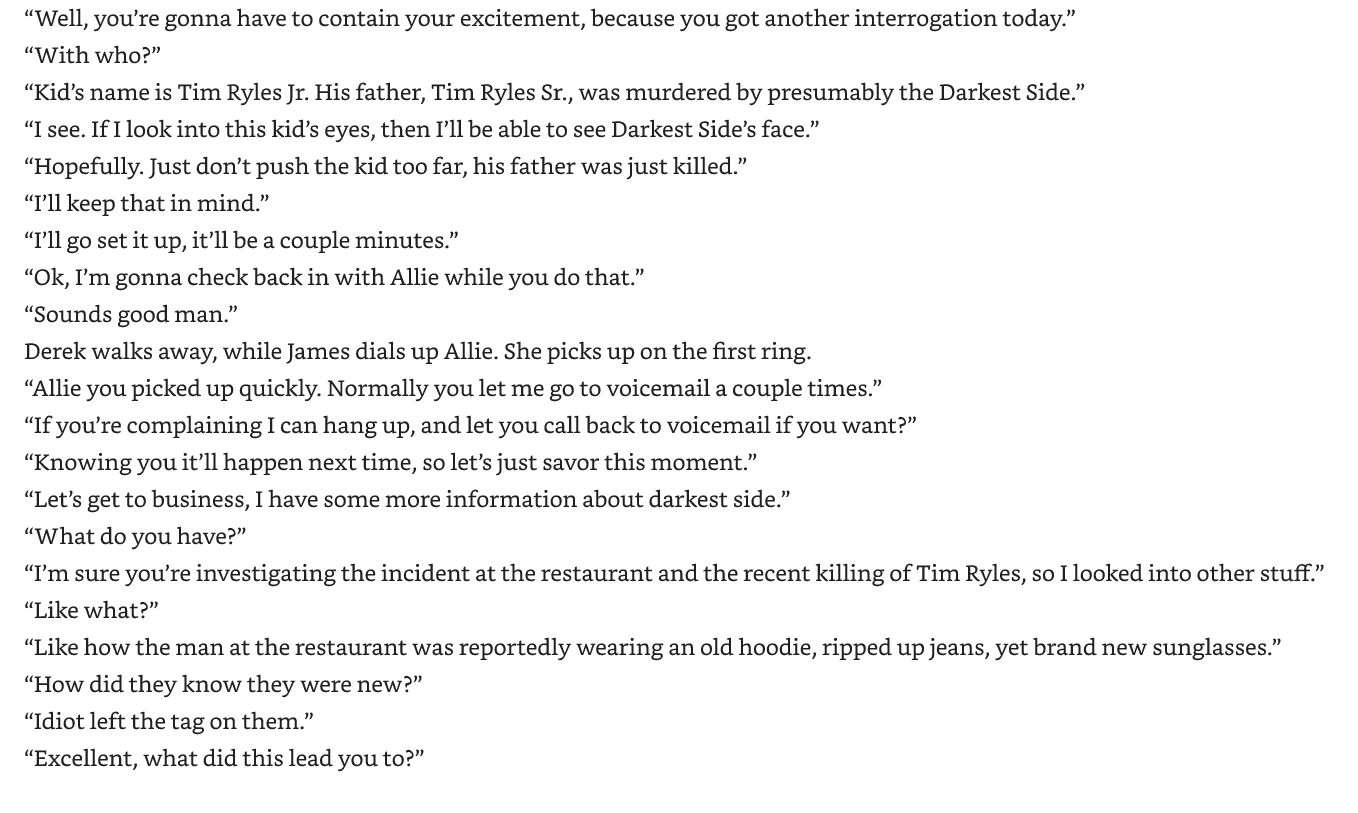 “Well, you’re gonna have to contain your excitement, because you got another interrogation today.”
“With who?”
“Kid’s name is Tim Ryles Jr. His father, Tim Ryles Sr., was murdered by presumably the Darkest Side.”
“I see. If I look into this kid’s eyes, then I’ll be able to see Darkest Side’s face.”
“Hopefully. Just don’t push the kid too far, his father was just killed.”
“I’ll keep that in mind.”
“I’ll go set it up, it’ll be a couple minutes.”
“Ok, I’m gonna check back in with Allie while you do that.”
“Sounds good man.”
Derek walks away, while James dials up Allie. She picks up on the first ring.
“Allie you picked up quickly. Normally you let me go to voicemail a couple times.”
“If you’re complaining I can hang up, and let you call back to voicemail if you want?”
“Knowing you it’ll happen next time, so let’s just savor this moment.”
“Let’s get to business, I have some more information about darkest side.”
“What do you have?”
“I’m sure you’re investigating the incident at the restaurant and the recent killing of Tim Ryles, so I looked into other stuff.”
“Like what?”
“Like how the man at the restaurant was reportedly wearing an old hoodie, ripped up jeans, yet brand new sunglasses.”
“How did they know they were new?”
“Idiot left the tag on them.”
“Excellent, what did this lead you to?”